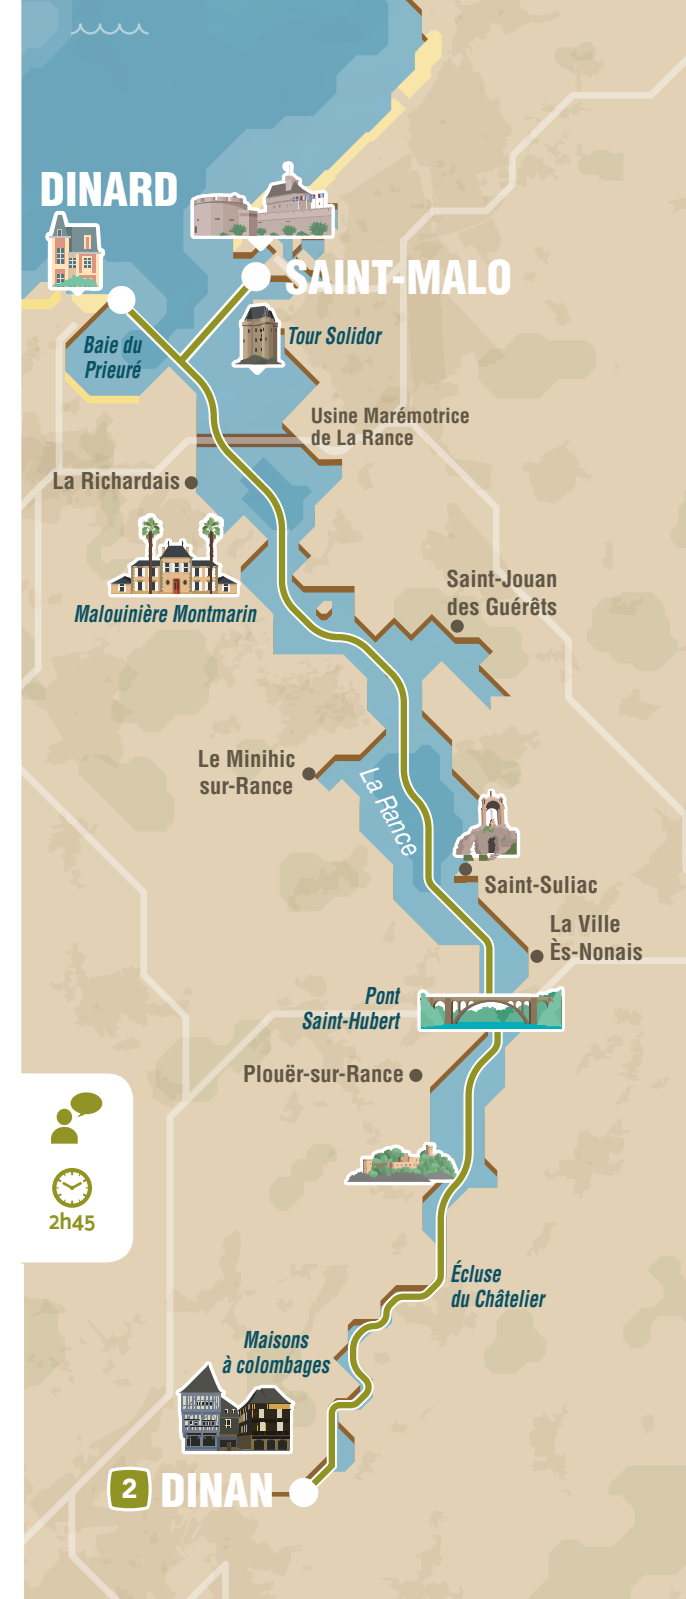 DINARD
SAINT-MALO
Baie du
Prieuré
Tour Solidor
Usine Marémotrice
de La Rance
La Richardais
Malouinière Montmarin
Saint-Jouan
des Guérêts
Le Minihic
sur-Rance
La Rance
Saint-Suliac
La Ville
Ès-Nonais
Pont
Saint-Hubert
Plouër-sur-Rance
2h45
Écluse
du Châtelier
Maisons
à colombages
2 DINAN